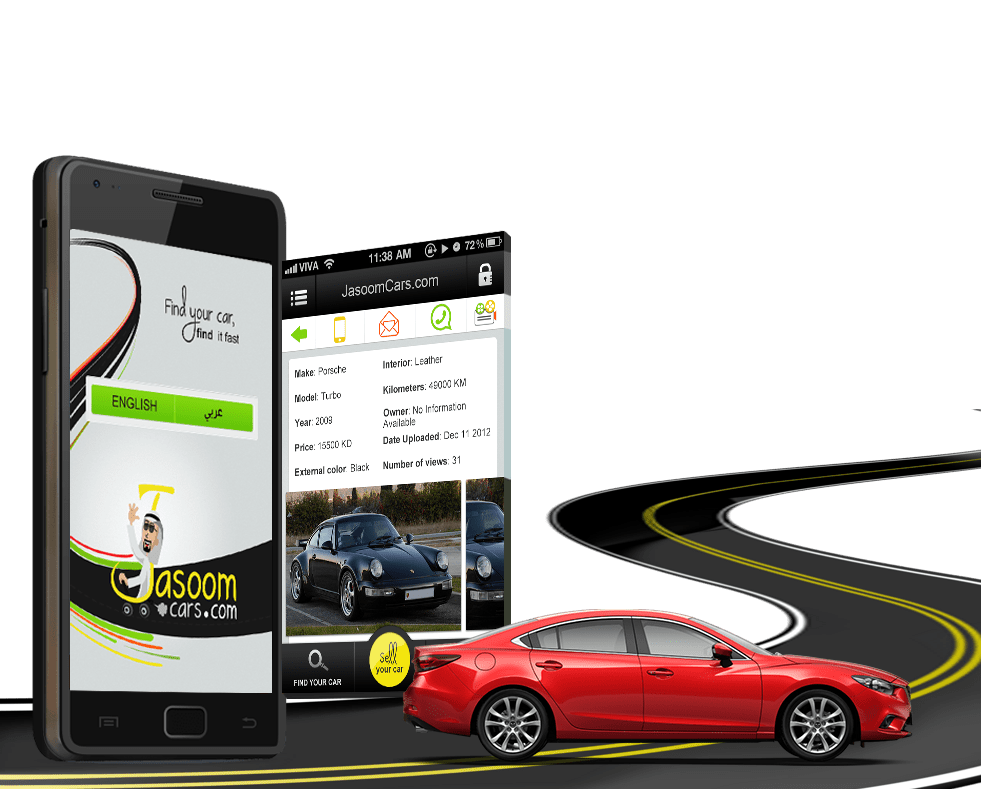 Find your car,
find it fast
ENGLISH
عربي
Jasoom
cars.com
VIVA
11:38 AM
72%
JasoomCars.com
Make: Porsche
Model: Turbo
Year: 2009
Price: 15500 KD
External color: Black
Interior: Leather
Kilometers: 49000 KM
Owner: No Information
Available
Date Uploaded: Dec 11 2012
Number of views: 31
FIND YOUR CAR
Sell
your car